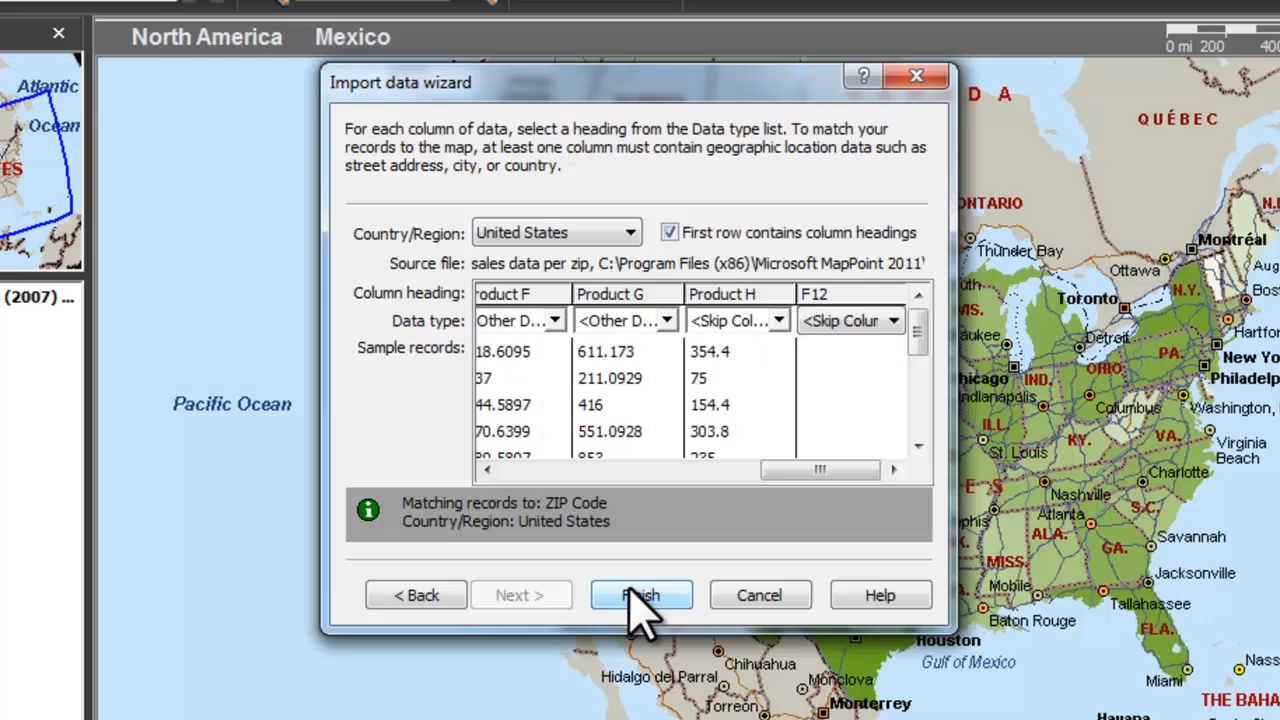 North America Mexico
0 mi 200 400
Atlantic
Ocean
(2007) ...
Import data wizard
For each column of data, select a heading from the Data type list. To match your
records to the map, at least one column must contain geographic location data such as
street address, city, or country.
Country/Region: United States First row contains column headings
Source file: sales data per zip, C:\Program Files (x86)\Microsoft MapPoint 2011\
Column heading: roduct F Product G Product H F12
Data type: Other D... <Other D... <Skip Col... <Skip Colur
Sample records: 18.6095 611.173 354.4
37 211.0929 75
44.5897 416 154.4
70.6399 551.0928 303.8
Matching records to: ZIP Code
Country/Region: United States
< Back Next > Finish Cancel Help
Pacific Ocean
D A
QUÉBEC
ONTARIO
Thunder Bay
Montréal
Ottawa
Toronto
N.Y.
Detroit
PA.
New Yo
Philadelp
IND.
OHIO
Columbus
Washington,
ILL.
St. Louis
KY.
VA.
Virginia
Beach
Nashville
Charlotte
Atlanta
S.C.
ALA.
GA.
Savannah
MISS.
Mobile
Jacksonville
Baton Rouge
Tallahassee
FLA.
Houston
Gulf of Mexico
Miami
Nass
Chihuahua
Hidalgo del Parral
Monclova
Torreón
Monterrey
THE BAHA